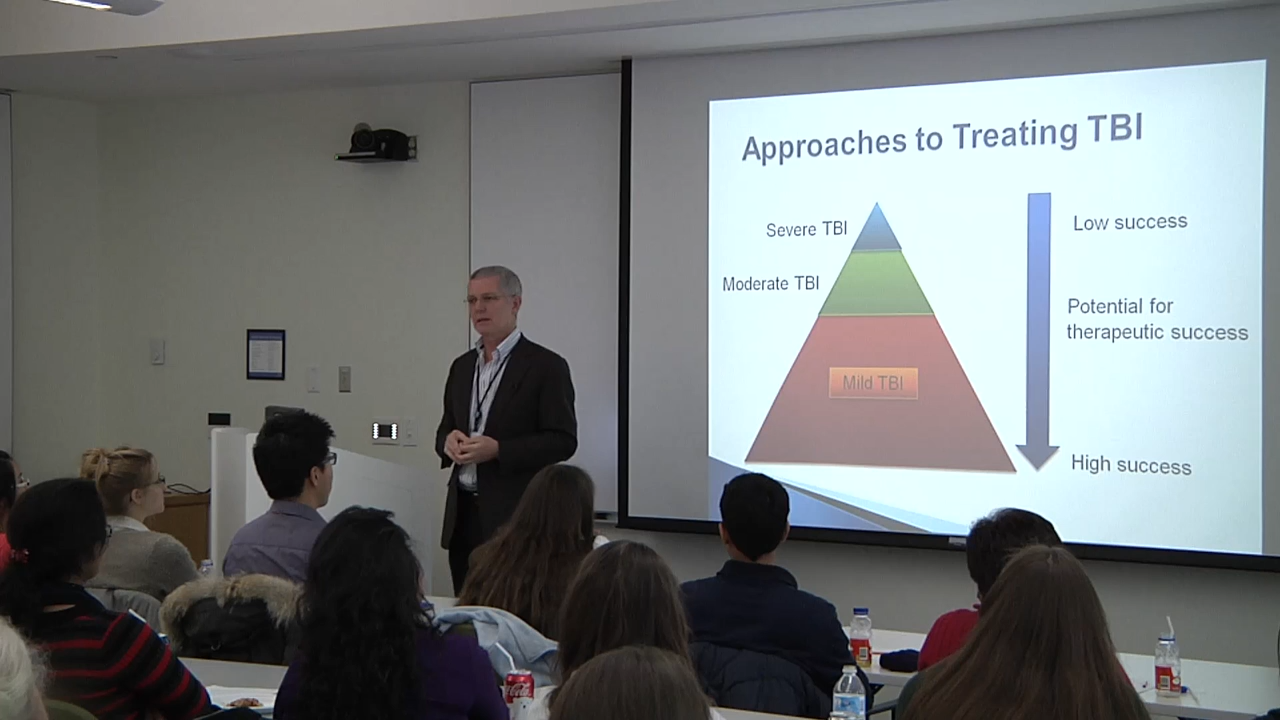 Approaches to Treating TBI
Severe TBI
Low success
Moderate TBI
Potential for
therapeutic success
Mild TBI
High success